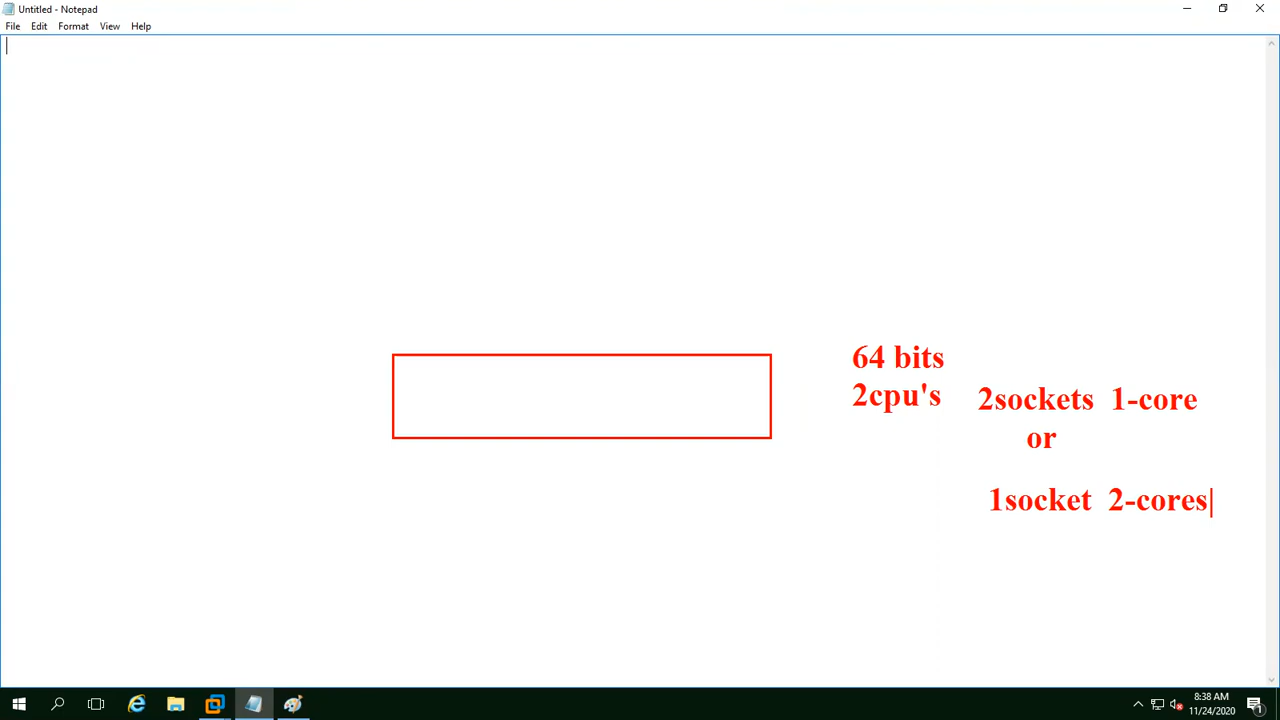 Untitled - Notepad
File Edit Format View Help
64 bits
2cpu's 2sockets 1-core
or
1socket 2-cores
8:38 AM
11/24/2020
1